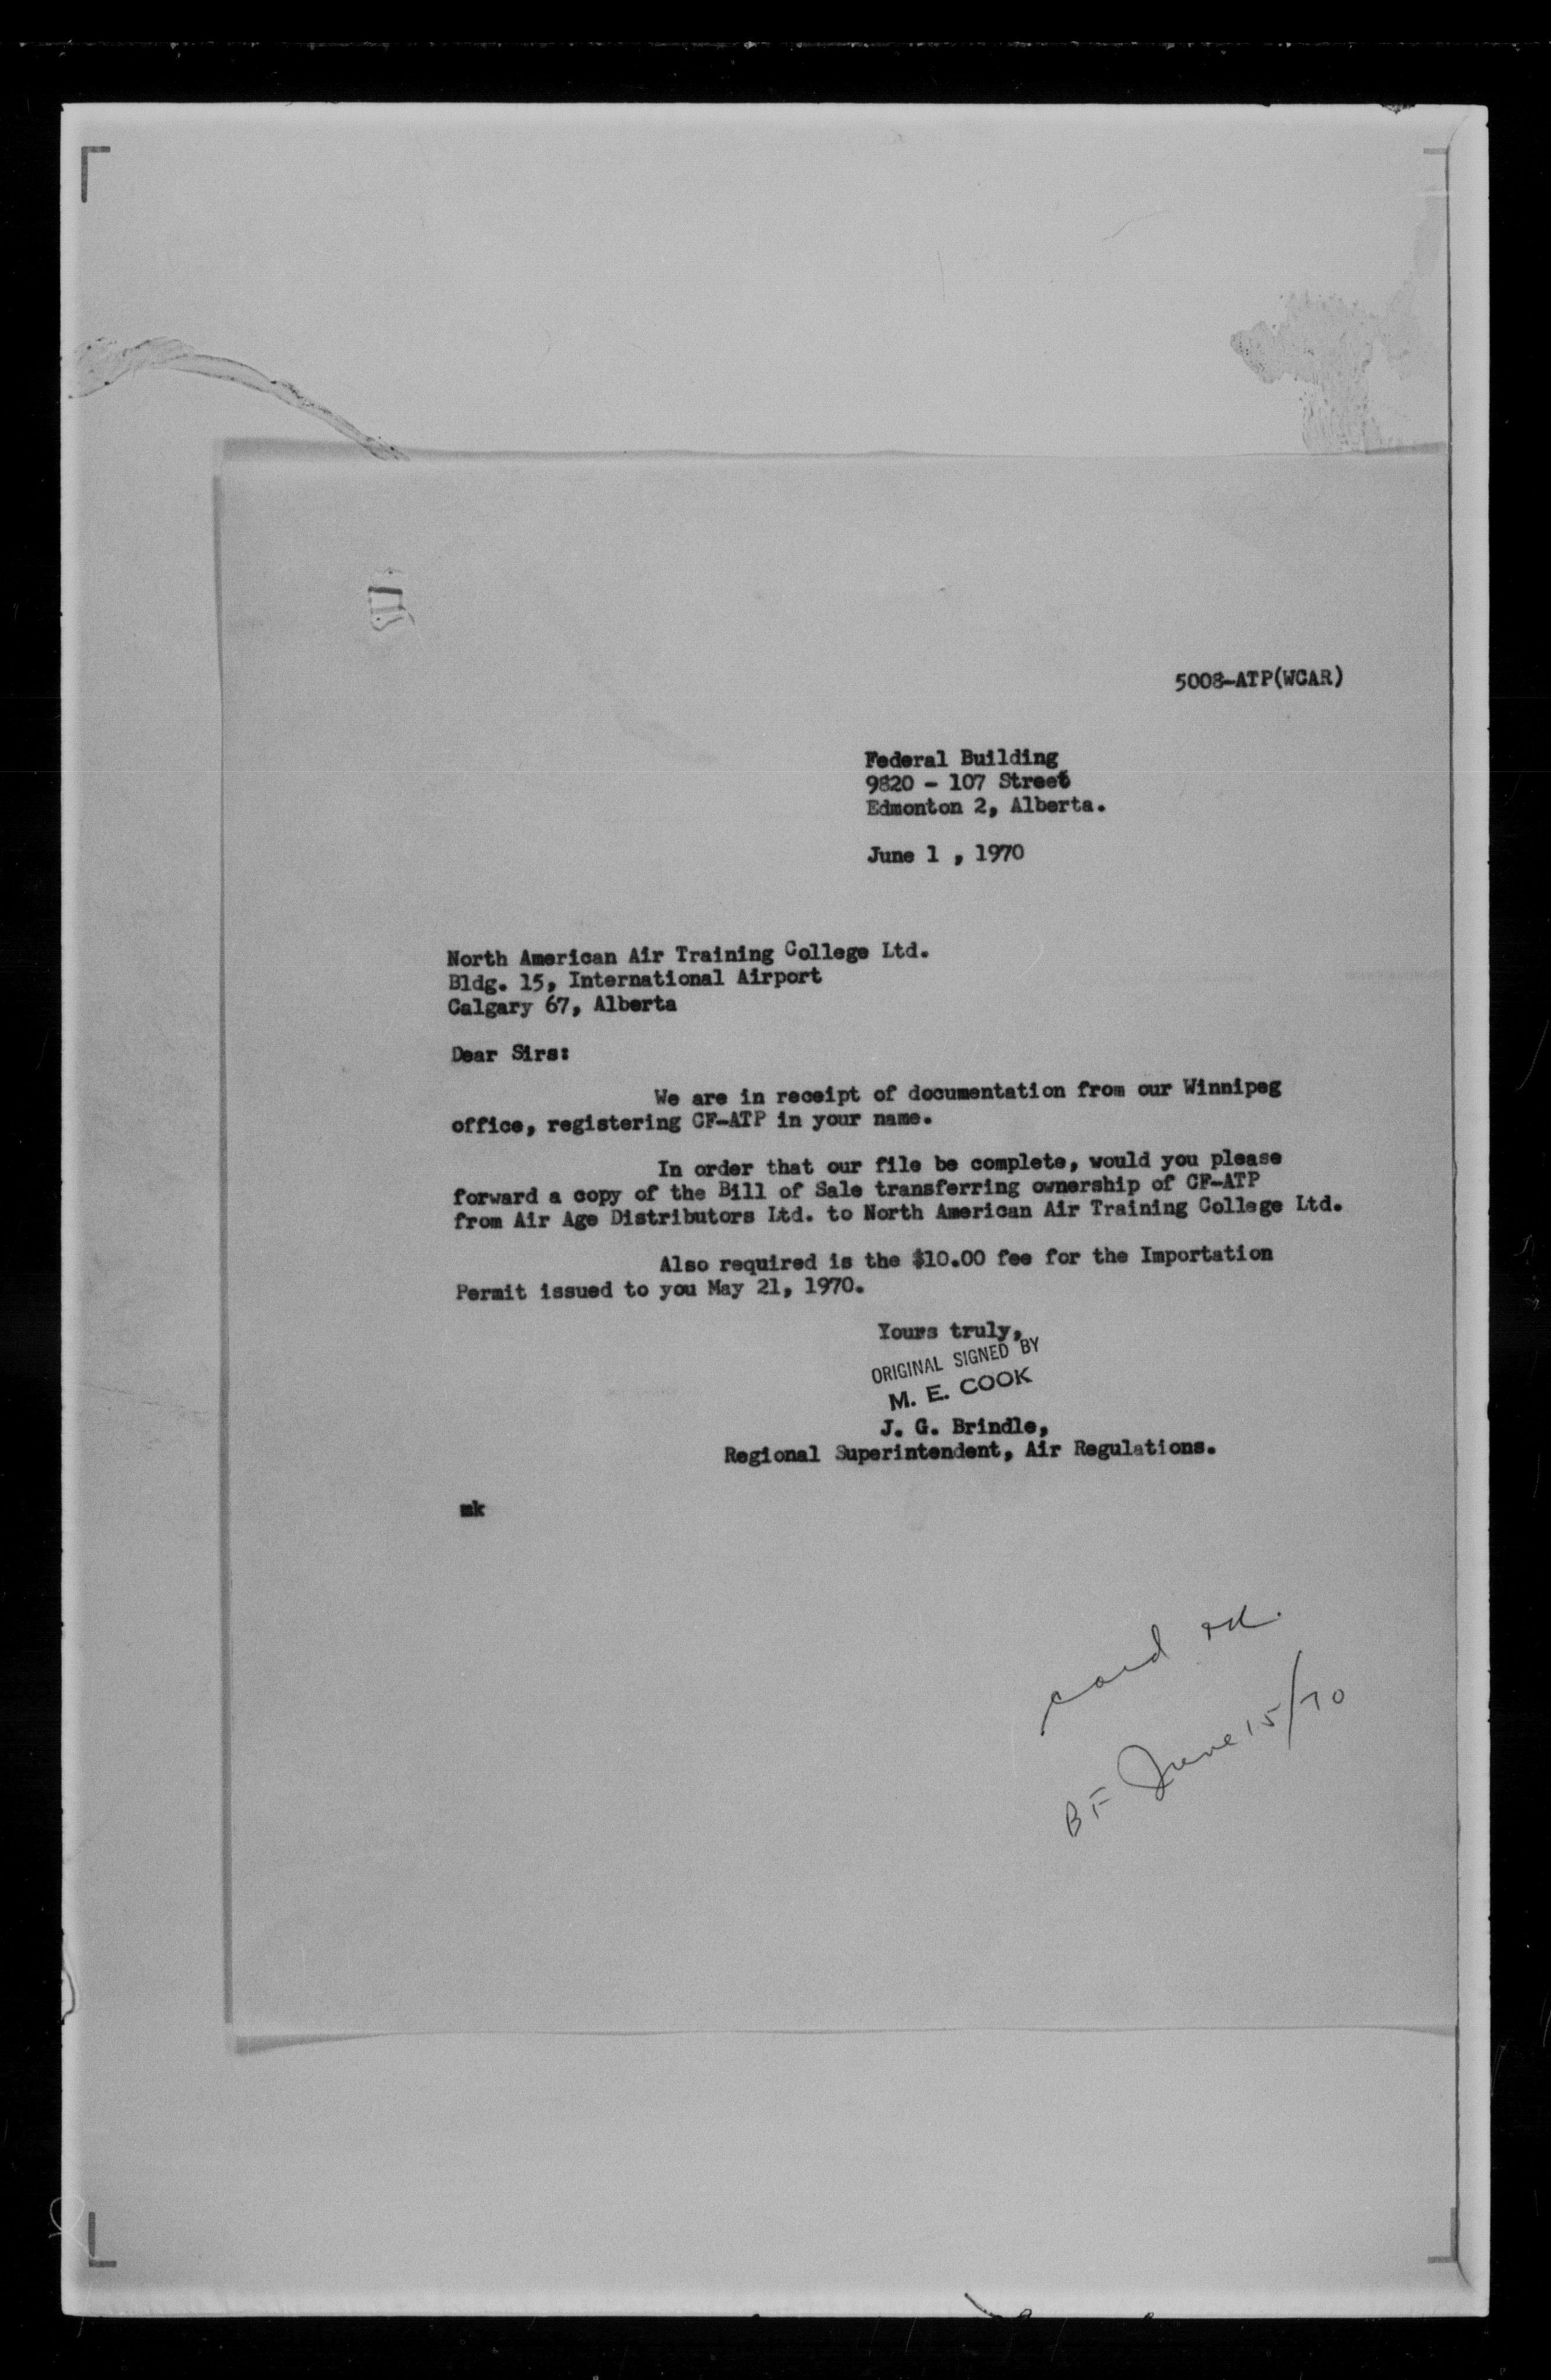 5008-ATP(WCAR)
Federal Building
9820 - 107 Street
Edmonton 2, Alberta.
June 1 , 1970
North American Air Training College Ltd.
Bldg. 15, International Airport
Calgary 67, Alberta
Dear Sirs:
We are in receipt of documentation from our Winnipeg
office, registering CF-ATP in your name.
In order that our file be complete, would you please
forward a copy of the Bill of Sale transferring ownership of CF-ATP
from Air Age Distributors Ltd. to North American Air Training College Ltd.
Also required is the $10.00 fee for the Importation
Permit issued to you May 21, 1970.
Yours truly,
ORIGINAL SIGNED BY
M. E. COOK
J. G. Brindle,
Regional Superintendent, Air Regulations.
mk
card
BF June 15/70